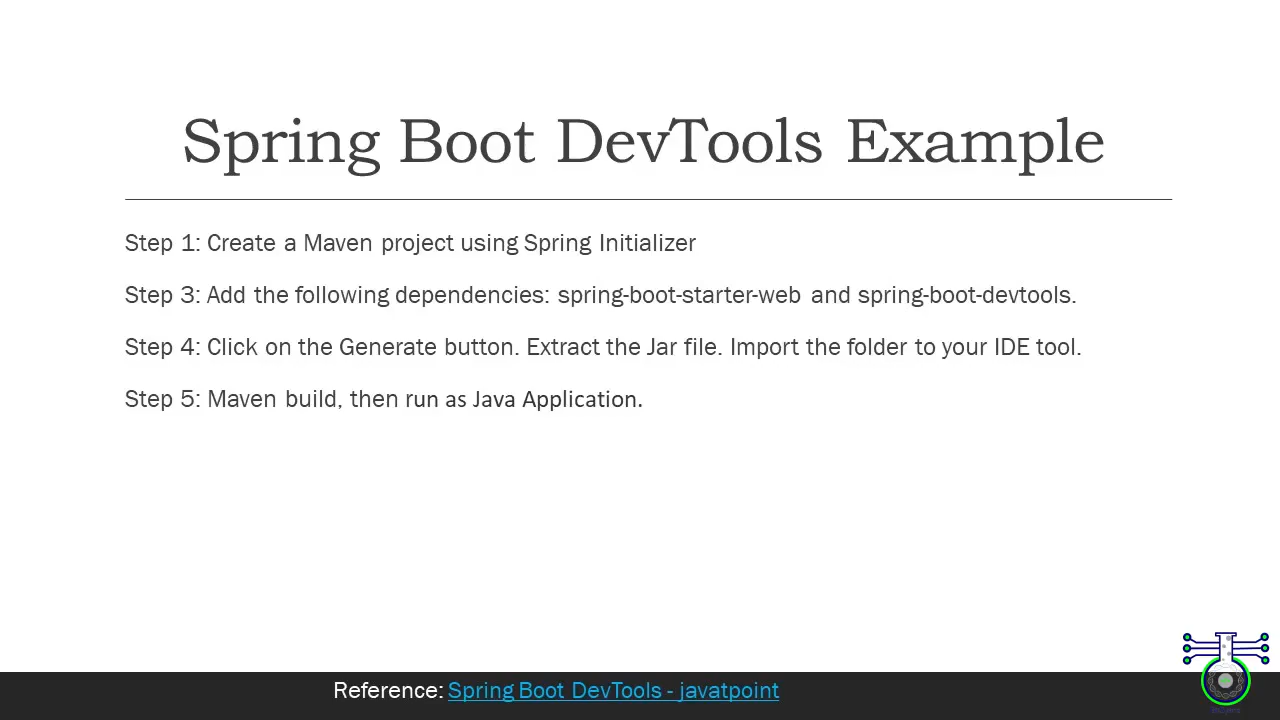 Spring Boot DevTools Example
Step 1: Create a Maven project using Spring Initializer
Step 3: Add the following dependencies: spring-boot-starter-web and spring-boot-devtools.
Step 4: Click on the Generate button. Extract the Jar file. Import the folder to your IDE tool.
Step 5: Maven build, then run as Java Application.
Reference: Spring Boot DevTools - javatpoint